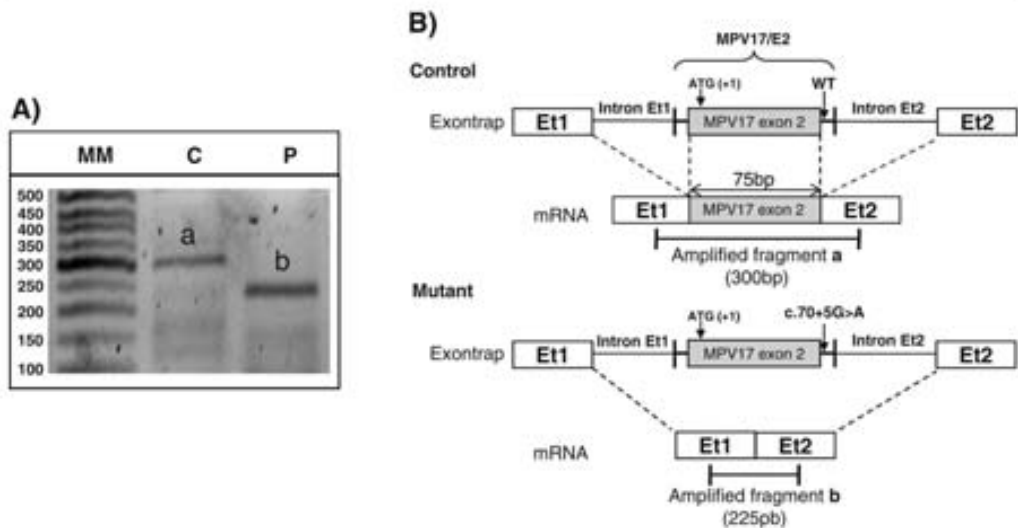 A)
MM C P
500
450
400
350
300
250
200
150
100
a
b
B)
MPV17/E2
Control
ATG (+1) WT
Exontrap Et1 Intron Et1 MPV17 exon 2 Intron Et2 Et2
75bp
mRNA Et1 MPV17 exon 2 Et2
Amplified fragment a
(300bp)
Mutant
ATG (+1) c.70+5G>A
Exontrap Et1 Intron Et1 MPV17 exon 2 Intron Et2 Et2
mRNA Et1 Et2
Amplified fragment b
(225pb)